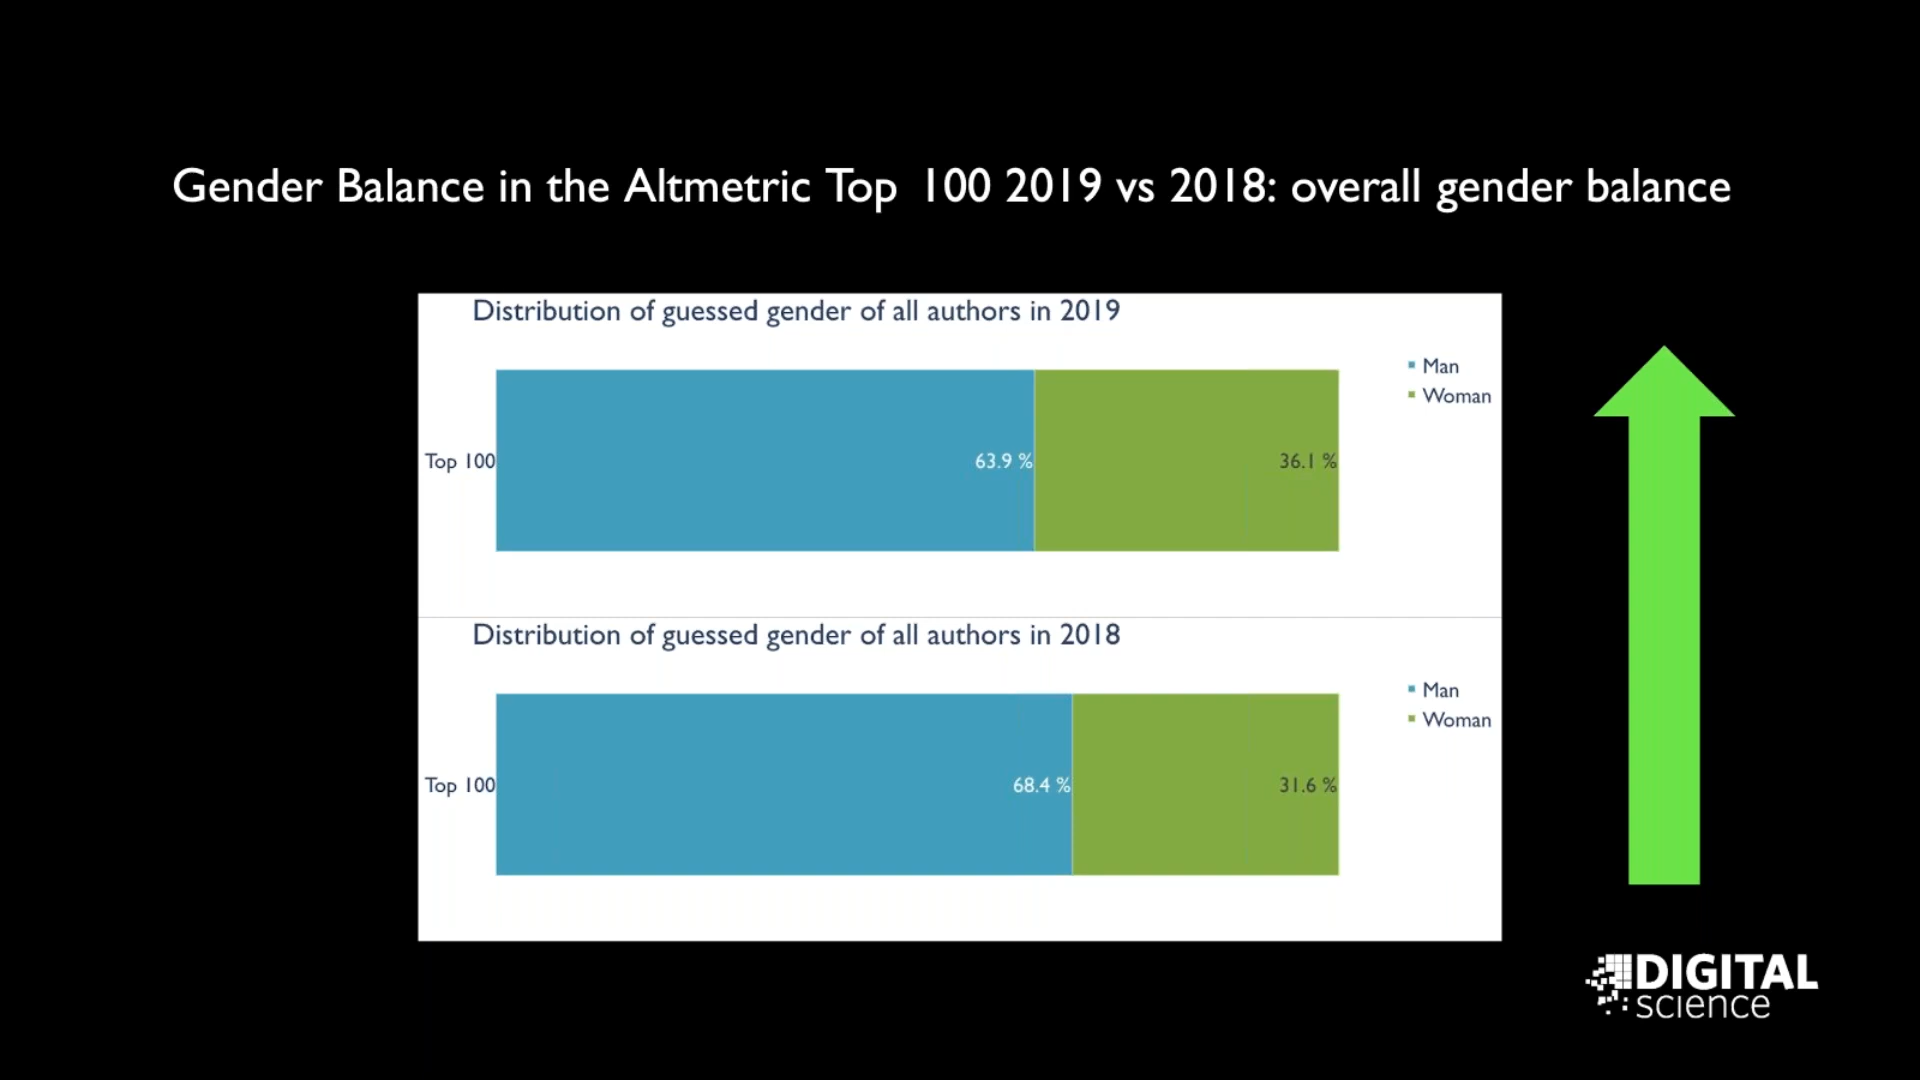 Gender Balance in the Altmetric Top 100 2019 vs 2018: overall gender balance
Distribution of guessed gender of all authors in 2019
Man
Woman
Top 100
63.9 %
36.1 %
Distribution of guessed gender of all authors in 2018
Man
Woman
Top 100
68.4 %
31.6 %
DIGITAL
science